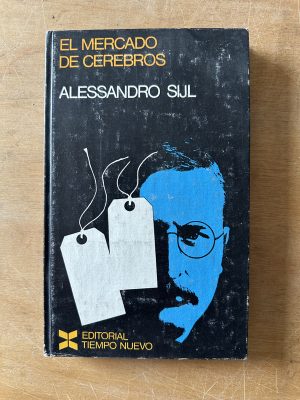 EL MERCADO
DE CEREBROS
ALESSANDRO SIJL
EDITORIAL
TIEMPO NUEVO